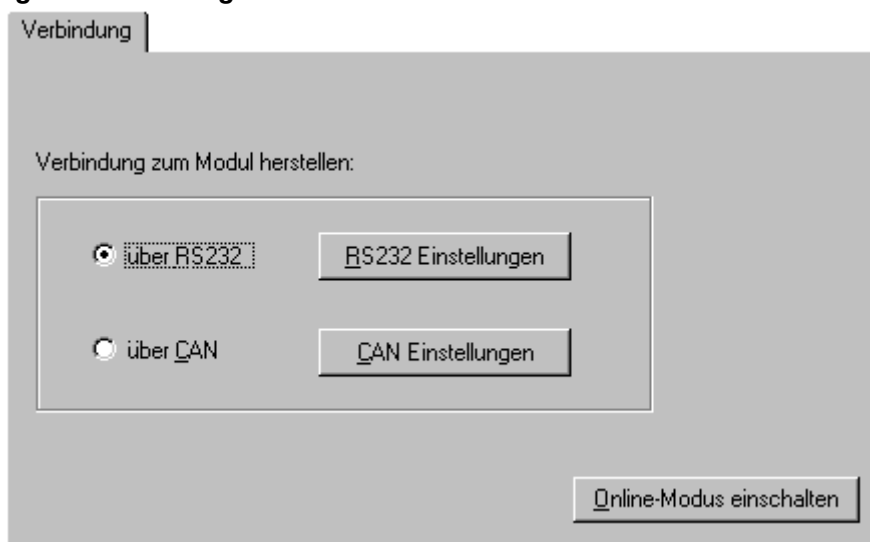 Verbindung
Verbindung zum Modul herstellen:
über RS232 RS232 Einstellungen
über CAN CAN Einstellungen
Online-Modus einschalten